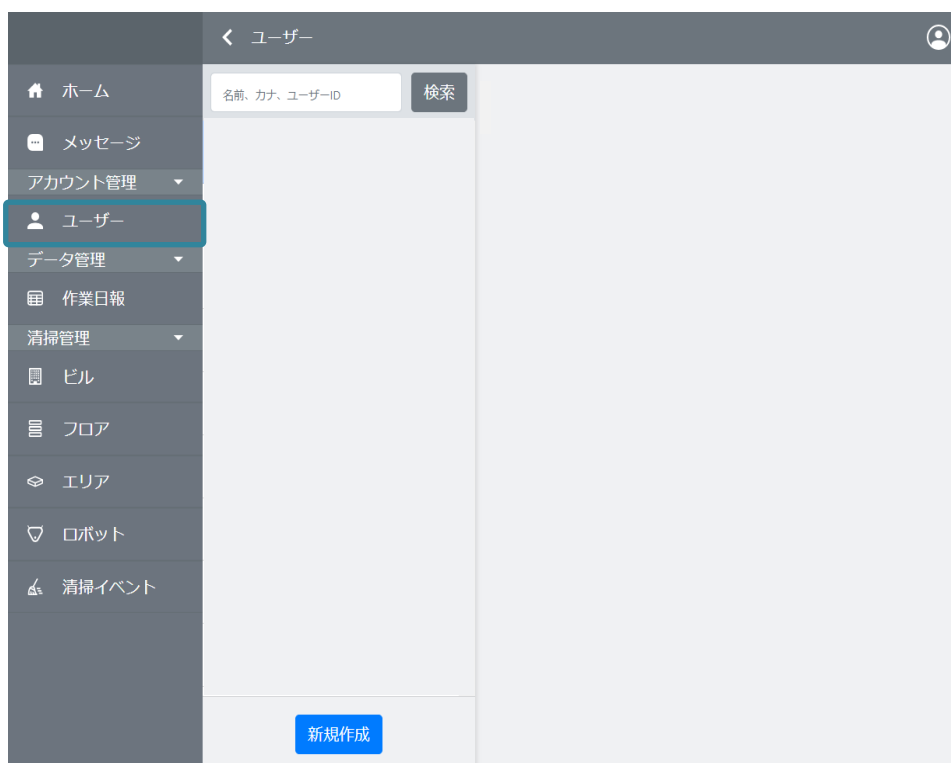 ユーザー
ホーム
メッセージ
アカウント管理
ユーザー
データ管理
作業日報
清掃管理
ビル
フロア
エリア
ロボット
清掃イベント
名前、カナ、ユーザーID
検索
新規作成